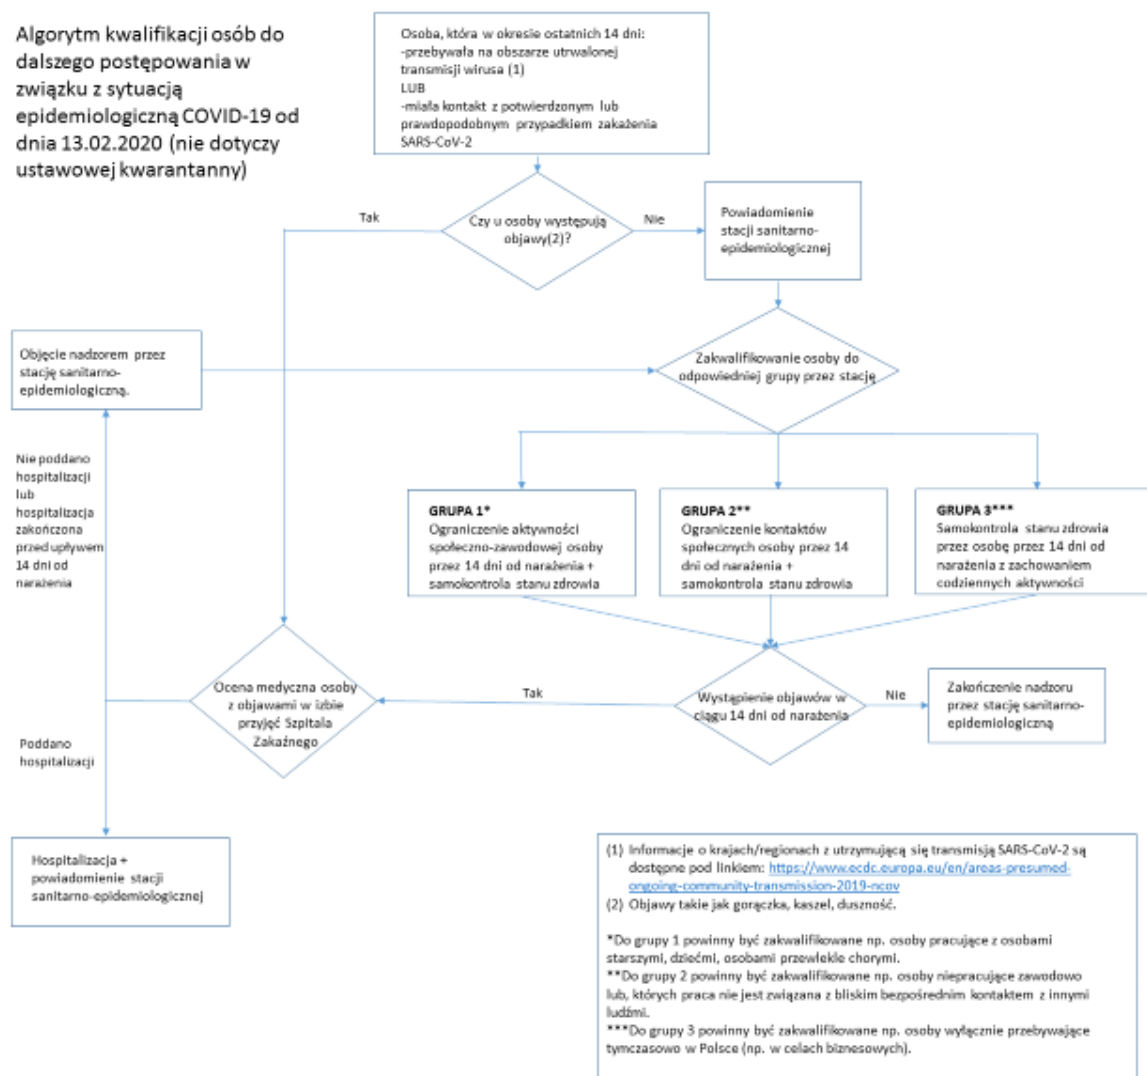 Algorytm kwalifikacji osób do
dalszego postępowania w
związku z sytuacją
epidemiologiczną COVID-19 od
dnia 13.02.2020 (nie dotyczy
ustawowej kwarantanny)
Osoba, która w okresie ostatnich 14 dni:
-przebywała na obszarze utrwalonej
transmisji wirusa (1)
LUB
-miała kontakt z potwierdzonym lub
prawdopodobnym przypadkiem zakażenia
SARS-CoV-2
Tak
Czy u osoby występują
objawy(2)?
Nie
Powiadomienie
stacji sanitarno-
epidemiologicznej
Objęcie nadzorem przez
stację sanitarno-
epidemiologiczną.
Zakwalifikowanie osoby do
odpowiedniej grupy przez stację
Nie poddano
hospitalizacji
lub
hospitalizacja
zakończona
przed upływem
14 dni od
narażenia
GRUPA 1*
Ograniczenie aktywności
społeczno-zawodowej osoby
przez 14 dni od narażenia +
samokontrola stanu zdrowia
GRUPA 2**
Ograniczenie kontaktów
społecznych osoby przez 14
dni od narażenia +
samokontrola stanu zdrowia
GRUPA 3***
Samokontrola stanu zdrowia
przez osobę przez 14 dni od
narażenia z zachowaniem
codziennych aktywności
Ocena medyczna osoby
z objawami w izbie
przyjęć Szpitala
Zakaźnego
Tak
Wystąpienie objawów w
ciągu 14 dni od narażenia
Nie
Zakończenie nadzoru
przez stację sanitarno-
epidemiologiczną
Poddano
hospitalizacji
Hospitalizacja +
powiadomienie stacji
sanitarno-epidemiologicznej
(1) Informacje o krajach/regionach z utrzymującą się transmisją SARS-CoV-2 są
dostępne pod linkiem: https://www.ecdc.europa.eu/en/areas-presumed-
ongoing-community-transmission-2019-ncov
(2) Objawy takie jak gorączka, kaszel, duszność.
*Do grupy 1 powinny być zakwalifikowane np. osoby pracujące z osobami
starszymi, dziećmi, osobami przewlekle chorymi.
**Do grupy 2 powinny być zakwalifikowane np. osoby niepracujące zawodowo
lub, których praca nie jest związana z bliskim bezpośrednim kontaktem z innymi
ludźmi.
***Do grupy 3 powinny być zakwalifikowane np. osoby wyłącznie przebywające
tymczasowo w Polsce (np. w celach biznesowych).